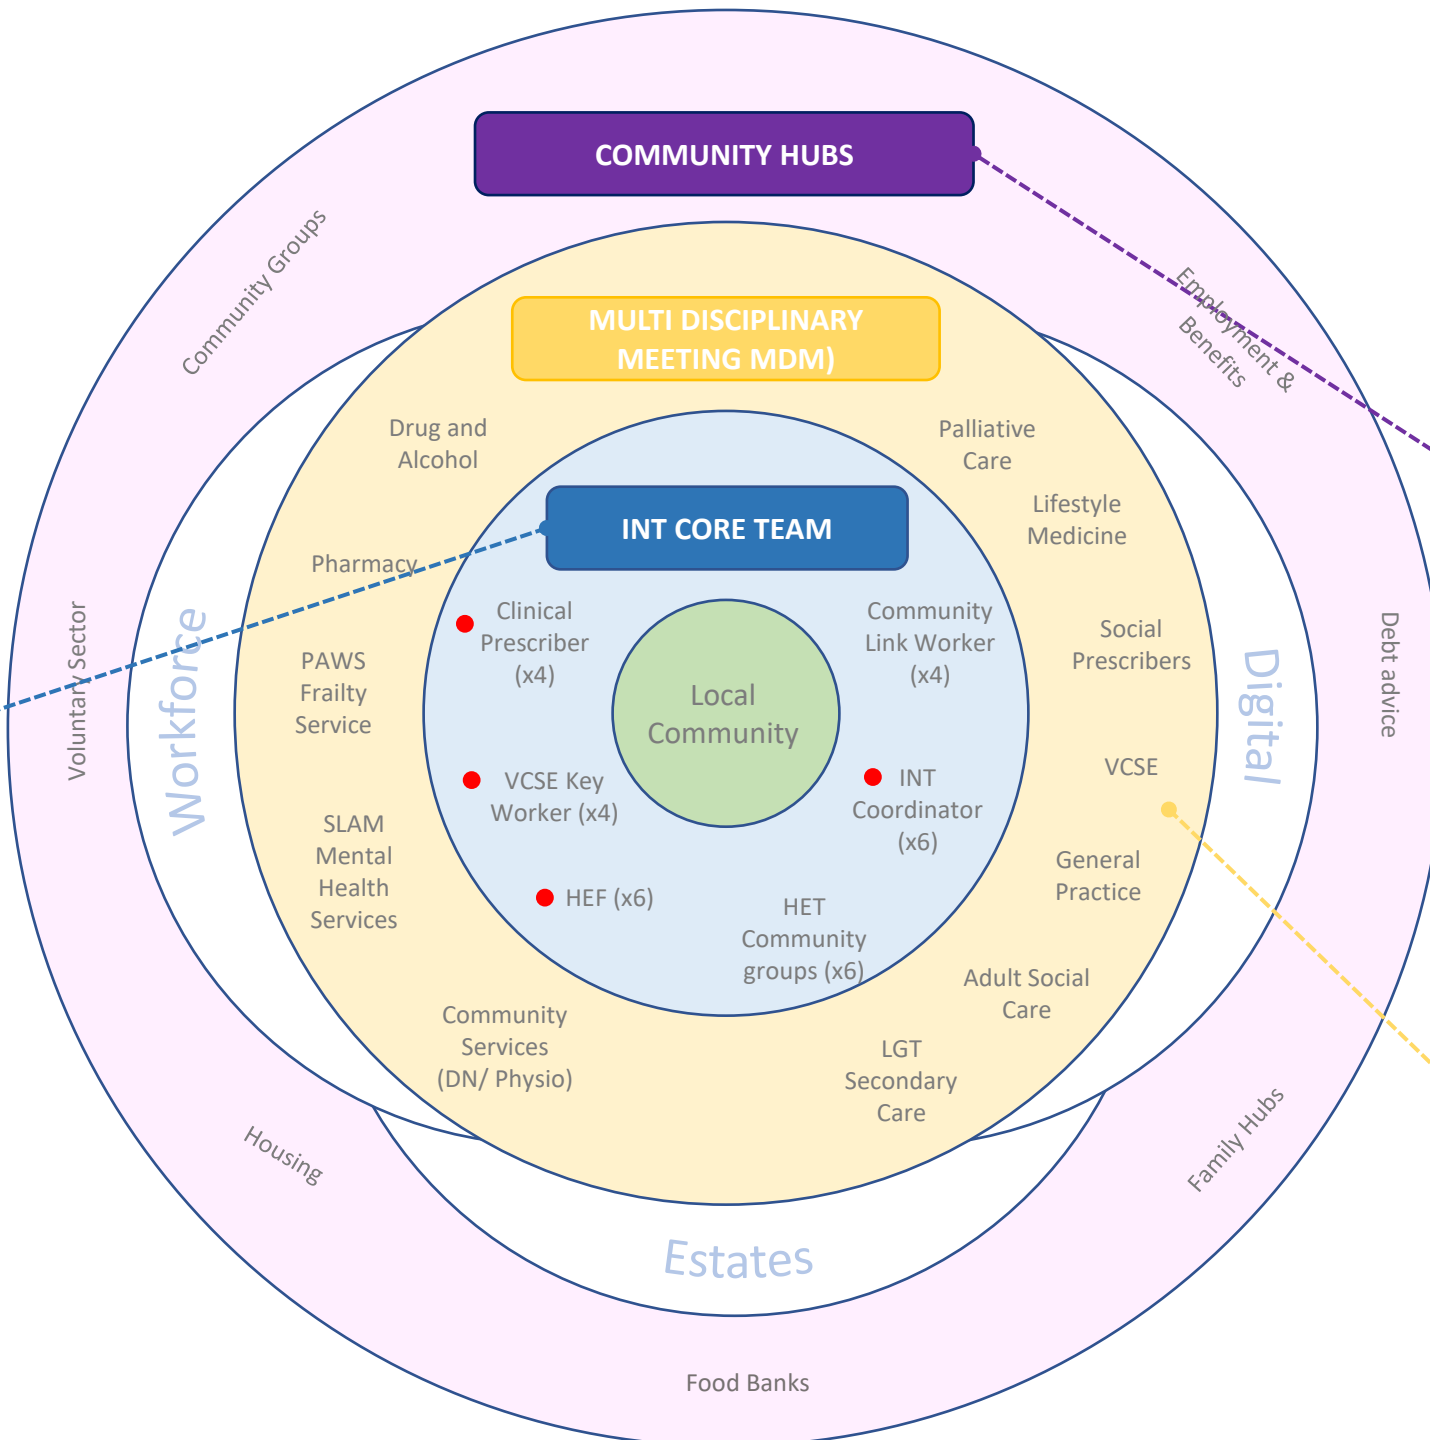 COMMUNITY HUBS
Community Groups
Employment &
Benefits
MULTI DISCIPLINARY
MEETING MDM)
Drug and
Alcohol
Palliative
Care
Lifestyle
Medicine
INT CORE TEAM
Pharmacy
Clinical
Prescriber
(x4)
Community
Link Worker
(x4)
Social
Prescribers
Voluntary Sector
Workforce
PAWS
Frailty
Service
Local
Community
Digital
Debt advice
VCSE Key
Worker (x4)
INT
Coordinator
(x6)
VCSE
SLAM
Mental
Health
Services
General
Practice
HEF (x6)
HET
Community
groups (x6)
Adult Social
Care
Community
Services
(DN/ Physio)
LGT
Secondary
Care
Housing
Family Hubs
Estates
Food Banks